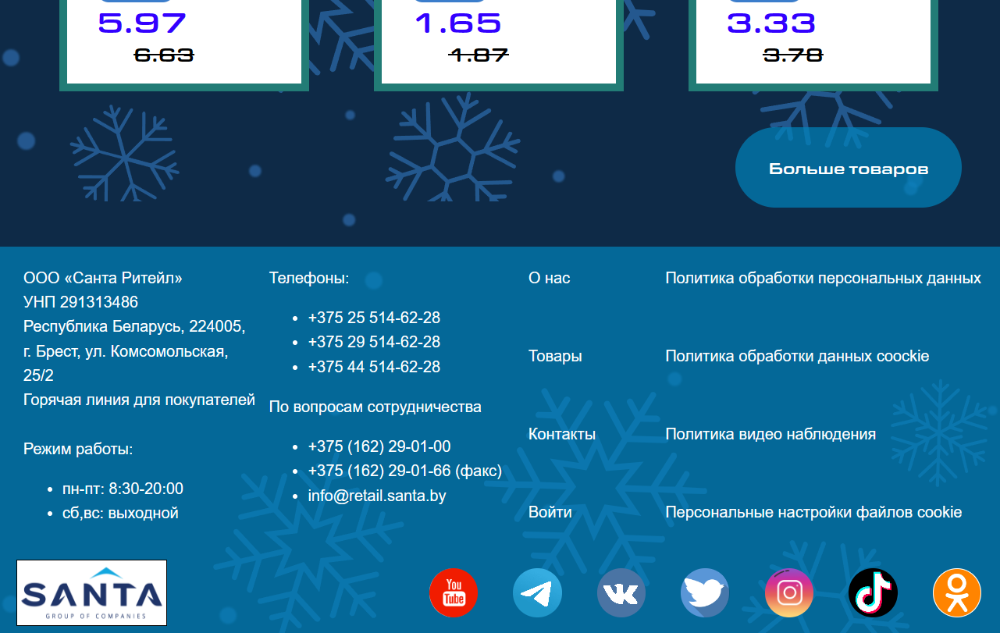 5.97
6.63
1.65
1.87
3.33
3.78
Больше товаров
ООО «Санта Ритейл»
УНП 291313486
Республика Беларусь, 224005,
г. Брест, ул. Комсомольская,
25/2
Горячая линия для покупателей
Режим работы:
• пн-пт: 8:30-20:00
• сб,вс: выходной
Телефоны:
• +375 25 514-62-28
• +375 29 514-62-28
• +375 44 514-62-28
По вопросам сотрудничества
• +375 (162) 29-01-00
• +375 (162) 29-01-66 (факс)
• info@retail.santa.by
О нас
Товары
Контакты
Войти
Политика обработки персональных данных
Политика обработки данных coockie
Политика видео наблюдения
Персональные настройки файлов cookie
SANTA
GROUP OF COMPANIES
You
Tube